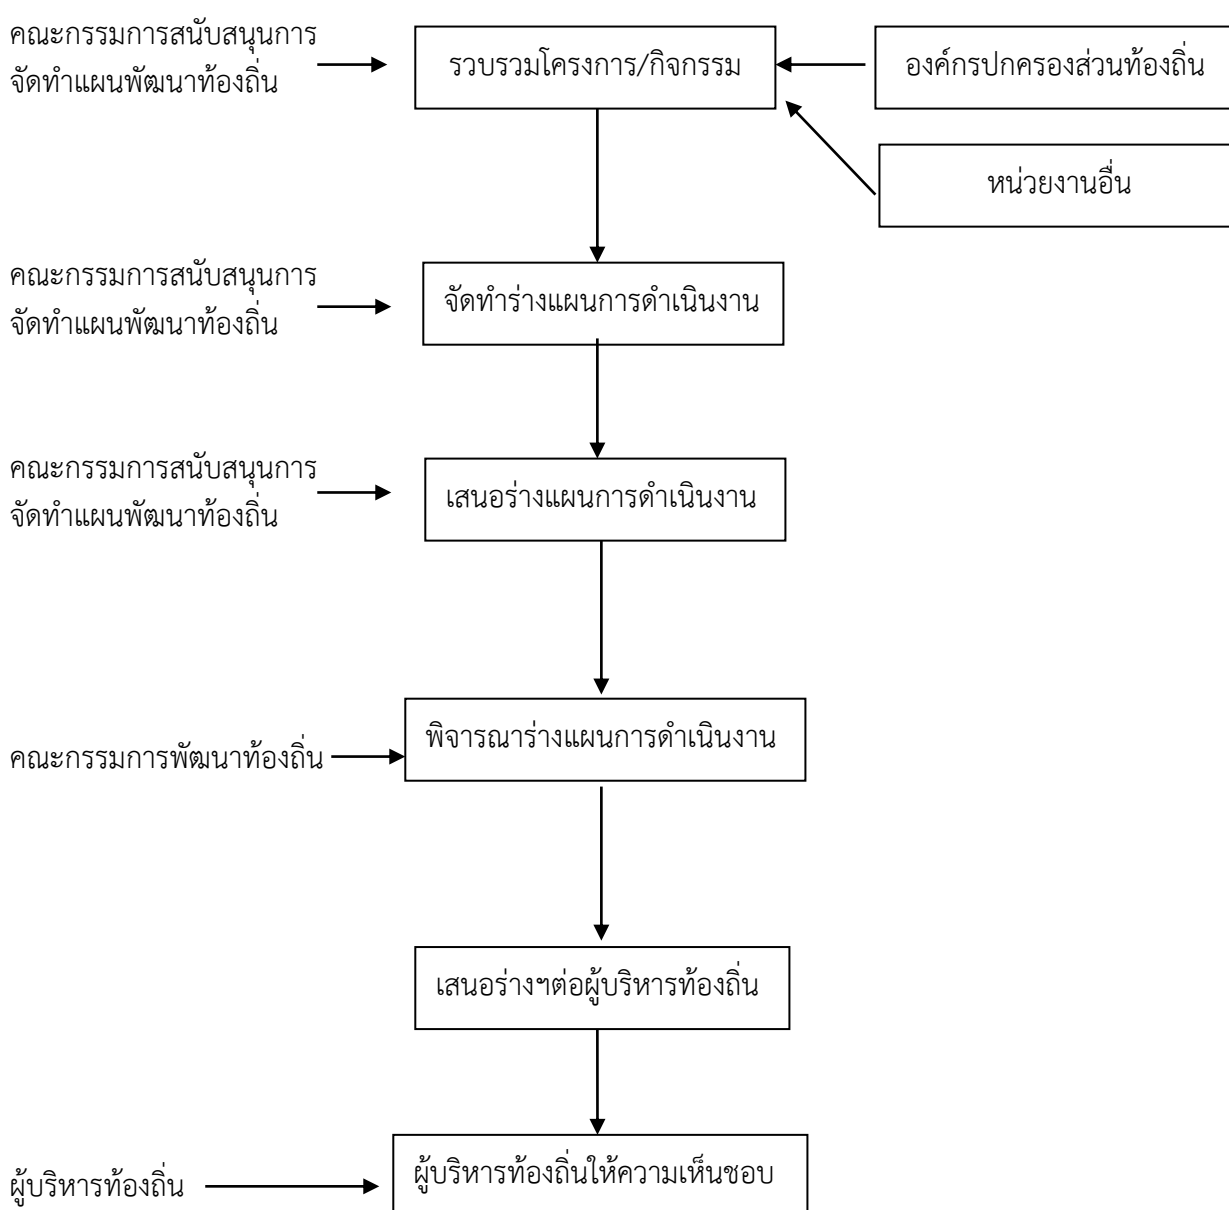 คณะกรรมการสนับสนุนการ
จัดทำแผนพัฒนาท้องถิ่น
รวบรวมโครงการ/กิจกรรม
องค์กรปกครองส่วนท้องถิ่น
หน่วยงานอื่น
คณะกรรมการสนับสนุนการ
จัดทำแผนพัฒนาท้องถิ่น
จัดทำร่างแผนการดำเนินงาน
คณะกรรมการสนับสนุนการ
จัดทำแผนพัฒนาท้องถิ่น
เสนอร่างแผนการดำเนินงาน
คณะกรรมการพัฒนาท้องถิ่น
พิจารณาร่างแผนการดำเนินงาน
เสนอร่างฯต่อผู้บริหารท้องถิ่น
ผู้บริหารท้องถิ่น
ผู้บริหารท้องถิ่นให้ความเห็นชอบ